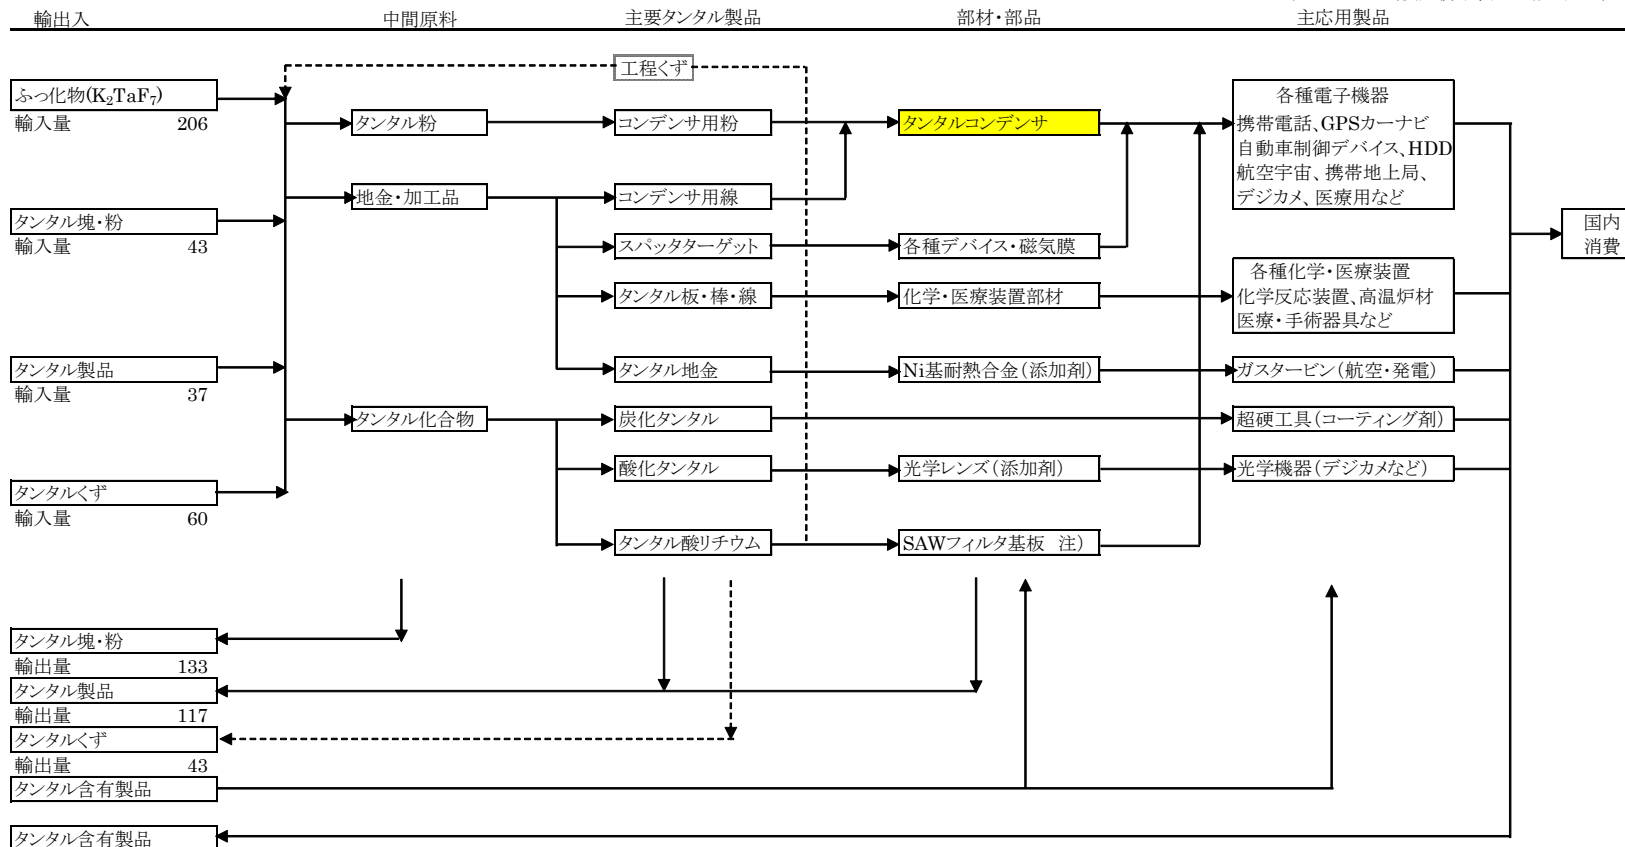 輸出入
中間原料
主要タンタル製品
部材・部品
主応用製品
工程くず
ふっ化物(K₂TaF₇)
輸入量 206
タンタル粉
コンデンサ用粉
タンタルコンデンサ
各種電子機器
携帯電話、GPSカーナビ
自動車制御デバイス、HDD
航空宇宙、携帯地上局、
デジカメ、医療用など
地金・加工品
コンデンサ用線
タンタル塊・粉
輸入量 43
スパッタターゲット
各種デバイス・磁気膜
国内
消費
タンタル板・棒・線
化学・医療装置部材
各種化学・医療装置
化学反応装置、高温炉材
医療・手術器具など
タンタル製品
輸入量 37
タンタル地金
Ni基耐熱合金（添加剤）
ガスタービン（航空・発電）
タンタル化合物
炭化タンタル
超硬工具（コーティング剤）
酸化タンタル
光学レンズ（添加剤）
光学機器（デジカメなど）
タンタルくず
輸入量 60
タンタル酸リチウム
SAWフィルタ基板 注）
タンタル塊・粉
輸出量 133
タンタル製品
輸出量 117
タンタルくず
輸出量 43
タンタル含有製品
タンタル含有製品